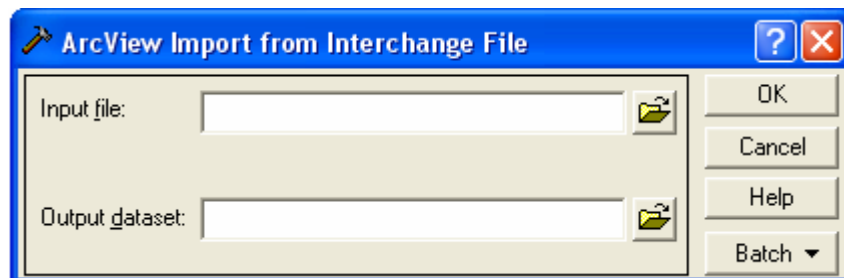 ArcView Import from Interchange File
?
Input file:
OK
Cancel
Output dataset:
Help
Batch